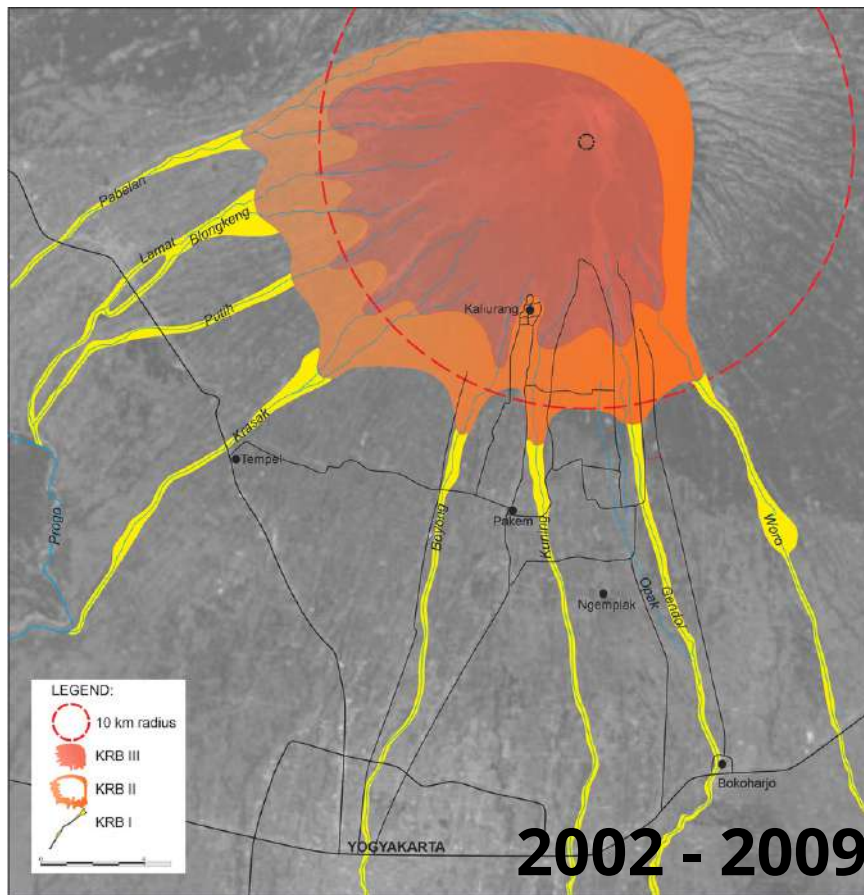 Pabelan
Lamat
Blongkeng
Putih
Kaliurang
Krasak
Tempel
Progo
Boyong
Pakem
Kuning
Woro
Opak
Gendol
Ngemplak
LEGEND:
10 km radius
KRB III
KRB II
KRB I
Bokoharjo
YOGYAKARTA
2002 - 2009